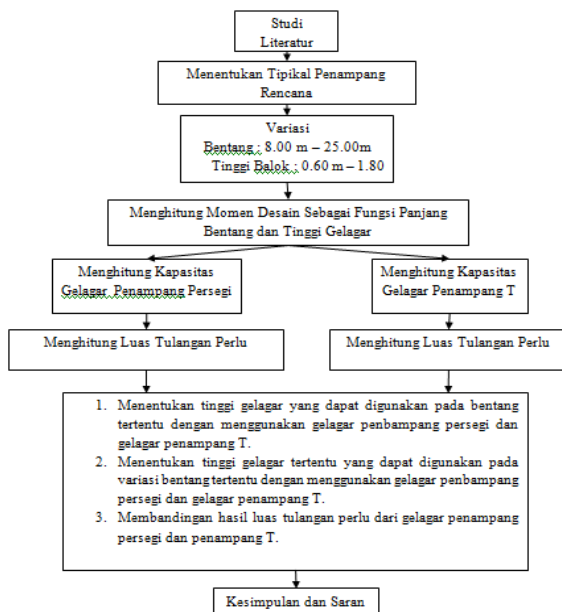 Studi
Literatur
Menentukan Tipikal Penampang
Rencana
Variasi
Bentang : 8.00 m – 25.00m
Tinggi Balok : 0.60 m – 1.80
Menghitung Momen Desain Sebagai Fungsi Panjang
Bentang dan Tinggi Gelagar
Menghitung Kapasitas
Gelagar Penampang Persegi
Menghitung Kapasitas
Gelagar Penampang T
Menghitung Luas Tulangan Perlu
Menghitung Luas Tulangan Perlu
1. Menentukan tinggi gelagar yang dapat digunakan pada bentang
tertentu dengan menggunakan gelagar penbampang persegi dan
gelagar penampang T.
2. Menentukan tinggi gelagar tertentu yang dapat digunakan pada
variasi bentang tertentu dengan menggunakan gelagar penbampang
persegi dan gelagar penampang T.
3. Membandingan hasil luas tulangan perlu dari gelagar penampang
persegi dan penampang T.
Kesimpulan dan Saran